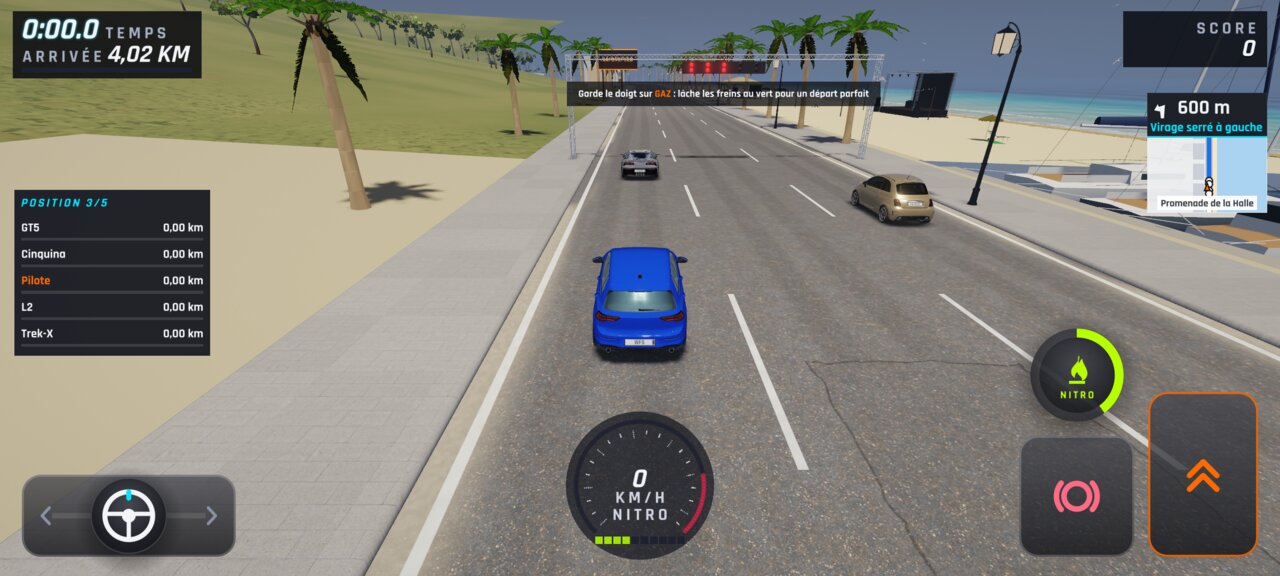 0:00.0 TEMPS
ARRIVÉE 4,02 KM
SCORE
0
Garde le doigt sur GAZ : lâche les freins au vert pour un départ parfait
600 m
Virage serré à gauche
Promenade de la Halle
POSITION 3/5
GT5 0,00 km
Cinquina 0,00 km
Pilote 0,00 km
L2 0,00 km
Trek-X 0,00 km
NITRO
0
KM/H
NITRO